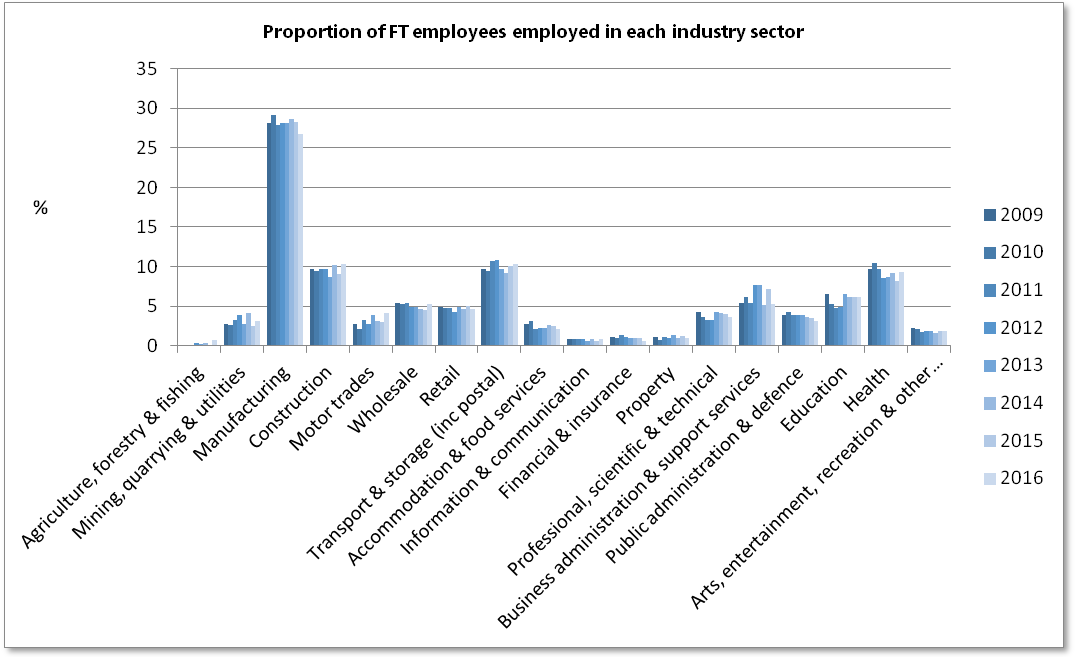 Proportion of FT employees employed in each industry sector
35
30
25
20
15
10
5
0
%
Agriculture, forestry & fishing
Mining, quarrying & utilities
Manufacturing
Construction
Motor trades
Wholesale
Retail
Transport & storage (inc postal)
Accommodation & food services
Information & communication
Financial & insurance
Property
Professional, scientific & technical
Business administration & support services
Public administration & defence
Education
Health
Arts, entertainment, recreation & other...
2009
2010
2011
2012
2013
2014
2015
2016